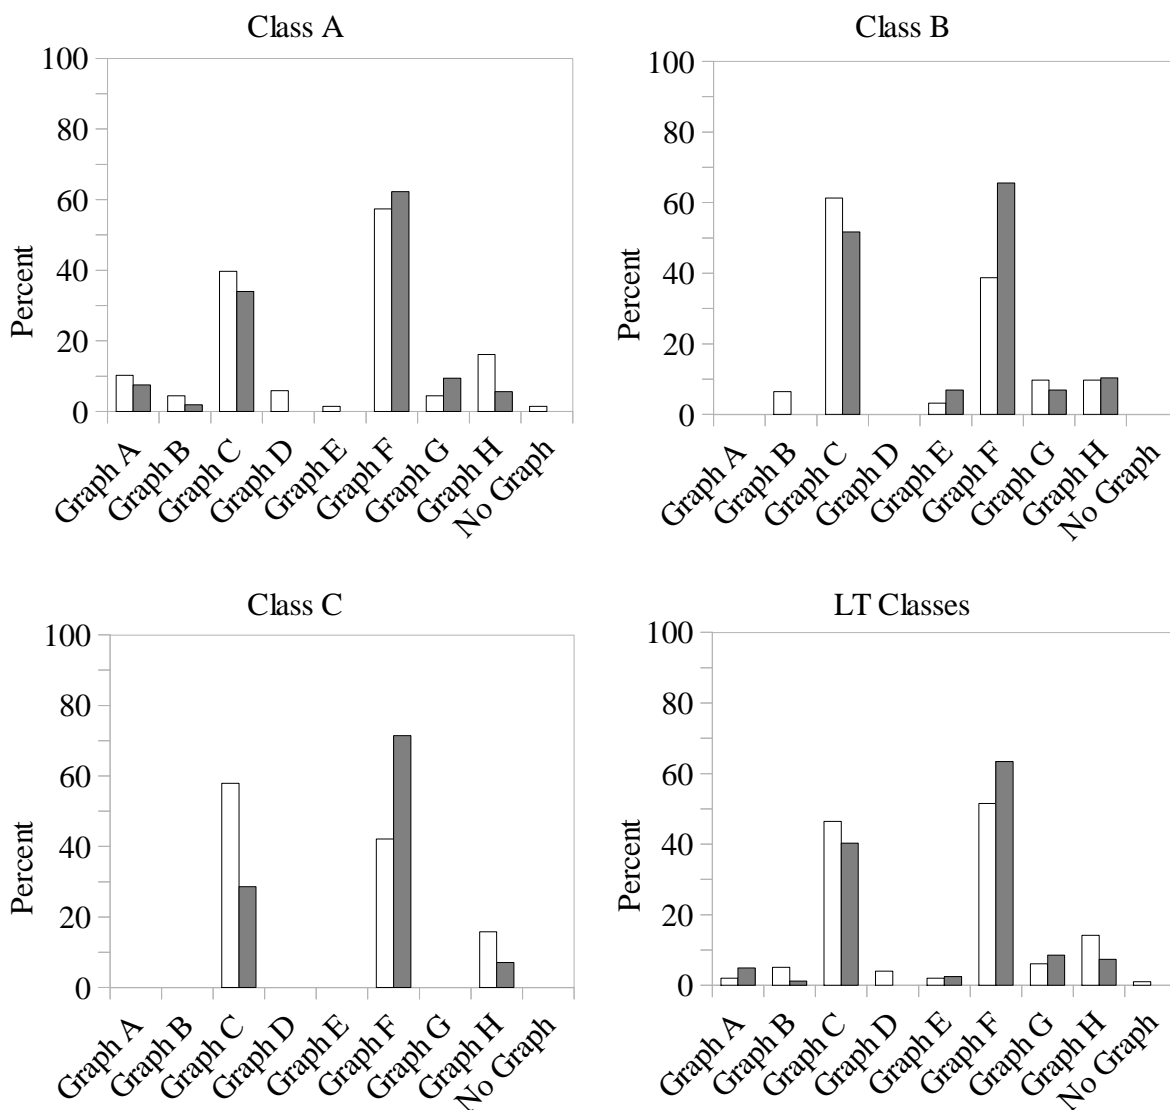 Class A
100
80
60
40
20
0
Percent
Graph A
Graph B
Graph C
Graph D
Graph E
Graph F
Graph G
Graph H
No Graph
Class B
100
80
60
40
20
0
Percent
Graph A
Graph B
Graph C
Graph D
Graph E
Graph F
Graph G
Graph H
No Graph
Class C
100
80
60
40
20
0
Percent
Graph A
Graph B
Graph C
Graph D
Graph E
Graph F
Graph G
Graph H
No Graph
LT Classes
100
80
60
40
20
0
Percent
Graph A
Graph B
Graph C
Graph D
Graph E
Graph F
Graph G
Graph H
No Graph